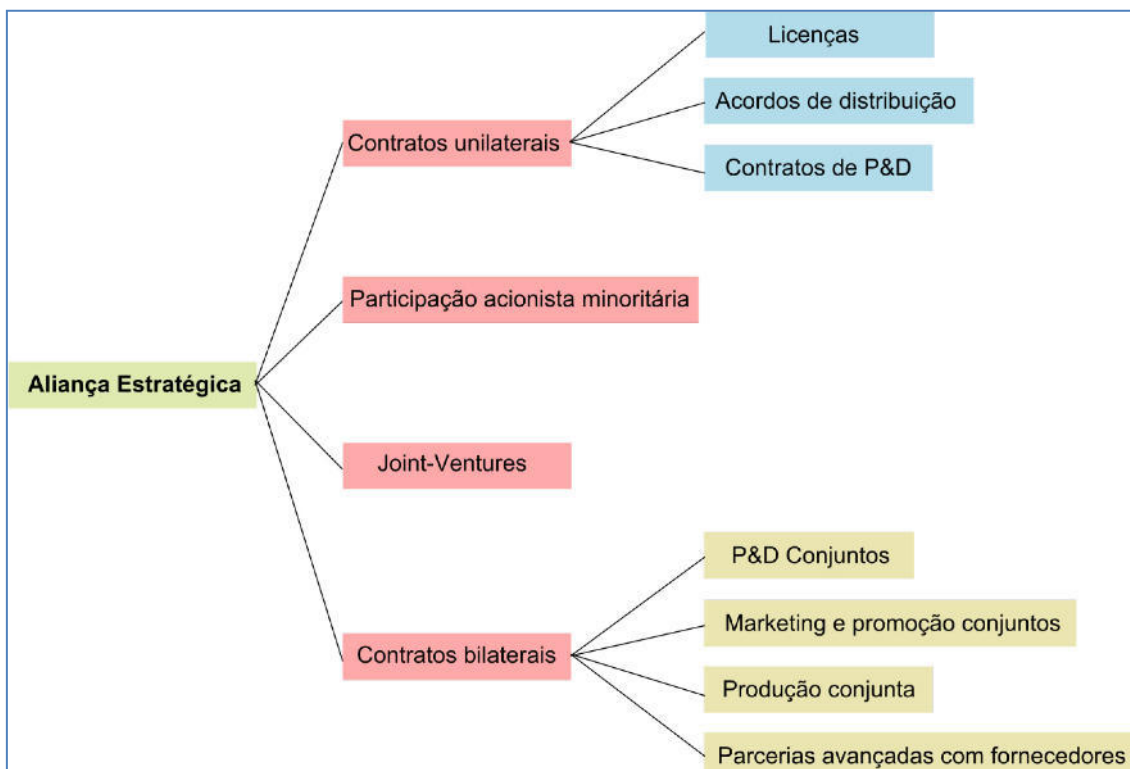 Licenças
Acordos de distribuição
Contratos unilaterais
Contratos de P&D
Participação acionista minoritária
Aliança Estratégica
Joint-Ventures
P&D Conjuntos
Marketing e promoção conjuntos
Contratos bilaterais
Produção conjunta
Parcerias avançadas com fornecedores